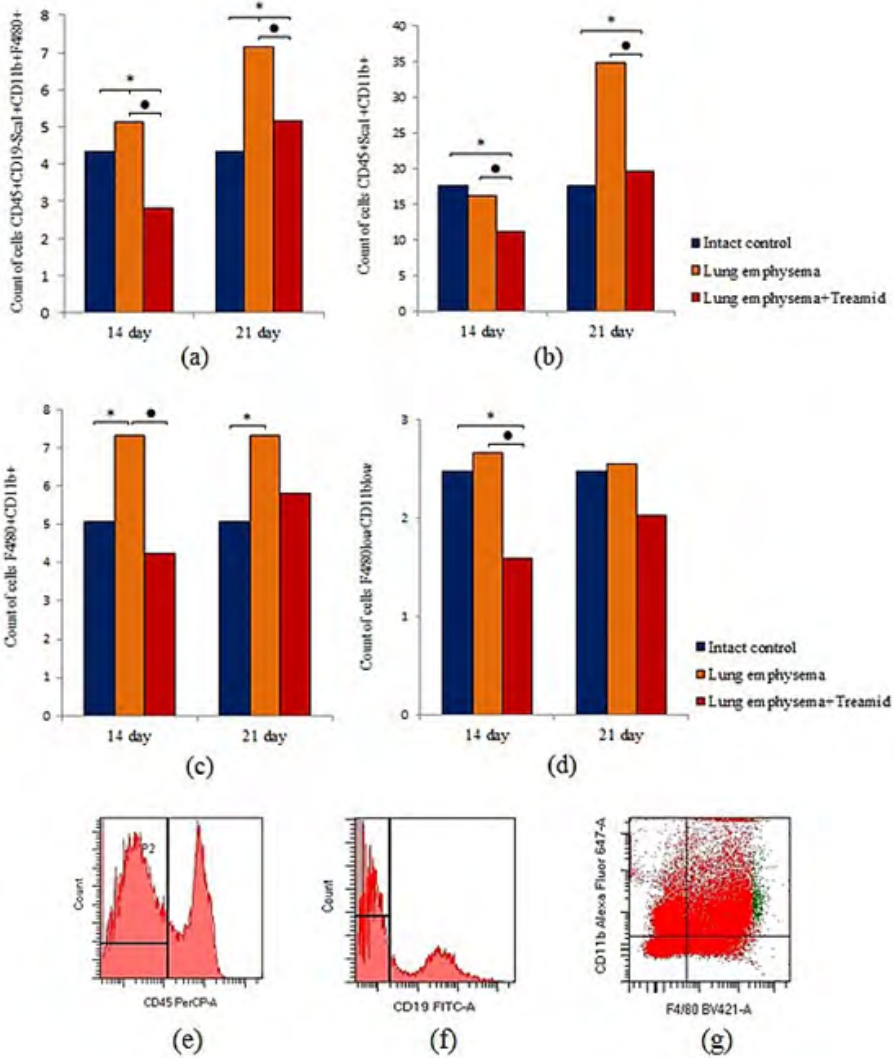 Count of cells CD45+CD19-Sca1+CD11b+F4/80+
8
7
6
5
4
3
2
1
0
*
●
*
●
14 day
21 day
(a)
Count of cells CD45+Sca1+CD11b+
40
35
30
25
20
15
10
5
0
*
●
*
●
14 day
21 day
(b)
Intact control
Lung emphysema
Lung emphysema+Treamid
Count of cells F4/80+CD11b+
8
7
6
5
4
3
2
1
0
*
●
*
14 day
21 day
(c)
Count of cells F4/80lowCD11blow
3
2
1
0
*
●
14 day
21 day
(d)
Intact control
Lung emphysema
Lung emphysema+Treamid
Count
P2
CD45 PerCP-A
(e)
Count
CD19 FITC-A
(f)
CD11b Alexa Fluor 647-A
F4/80 BV421-A
(g)